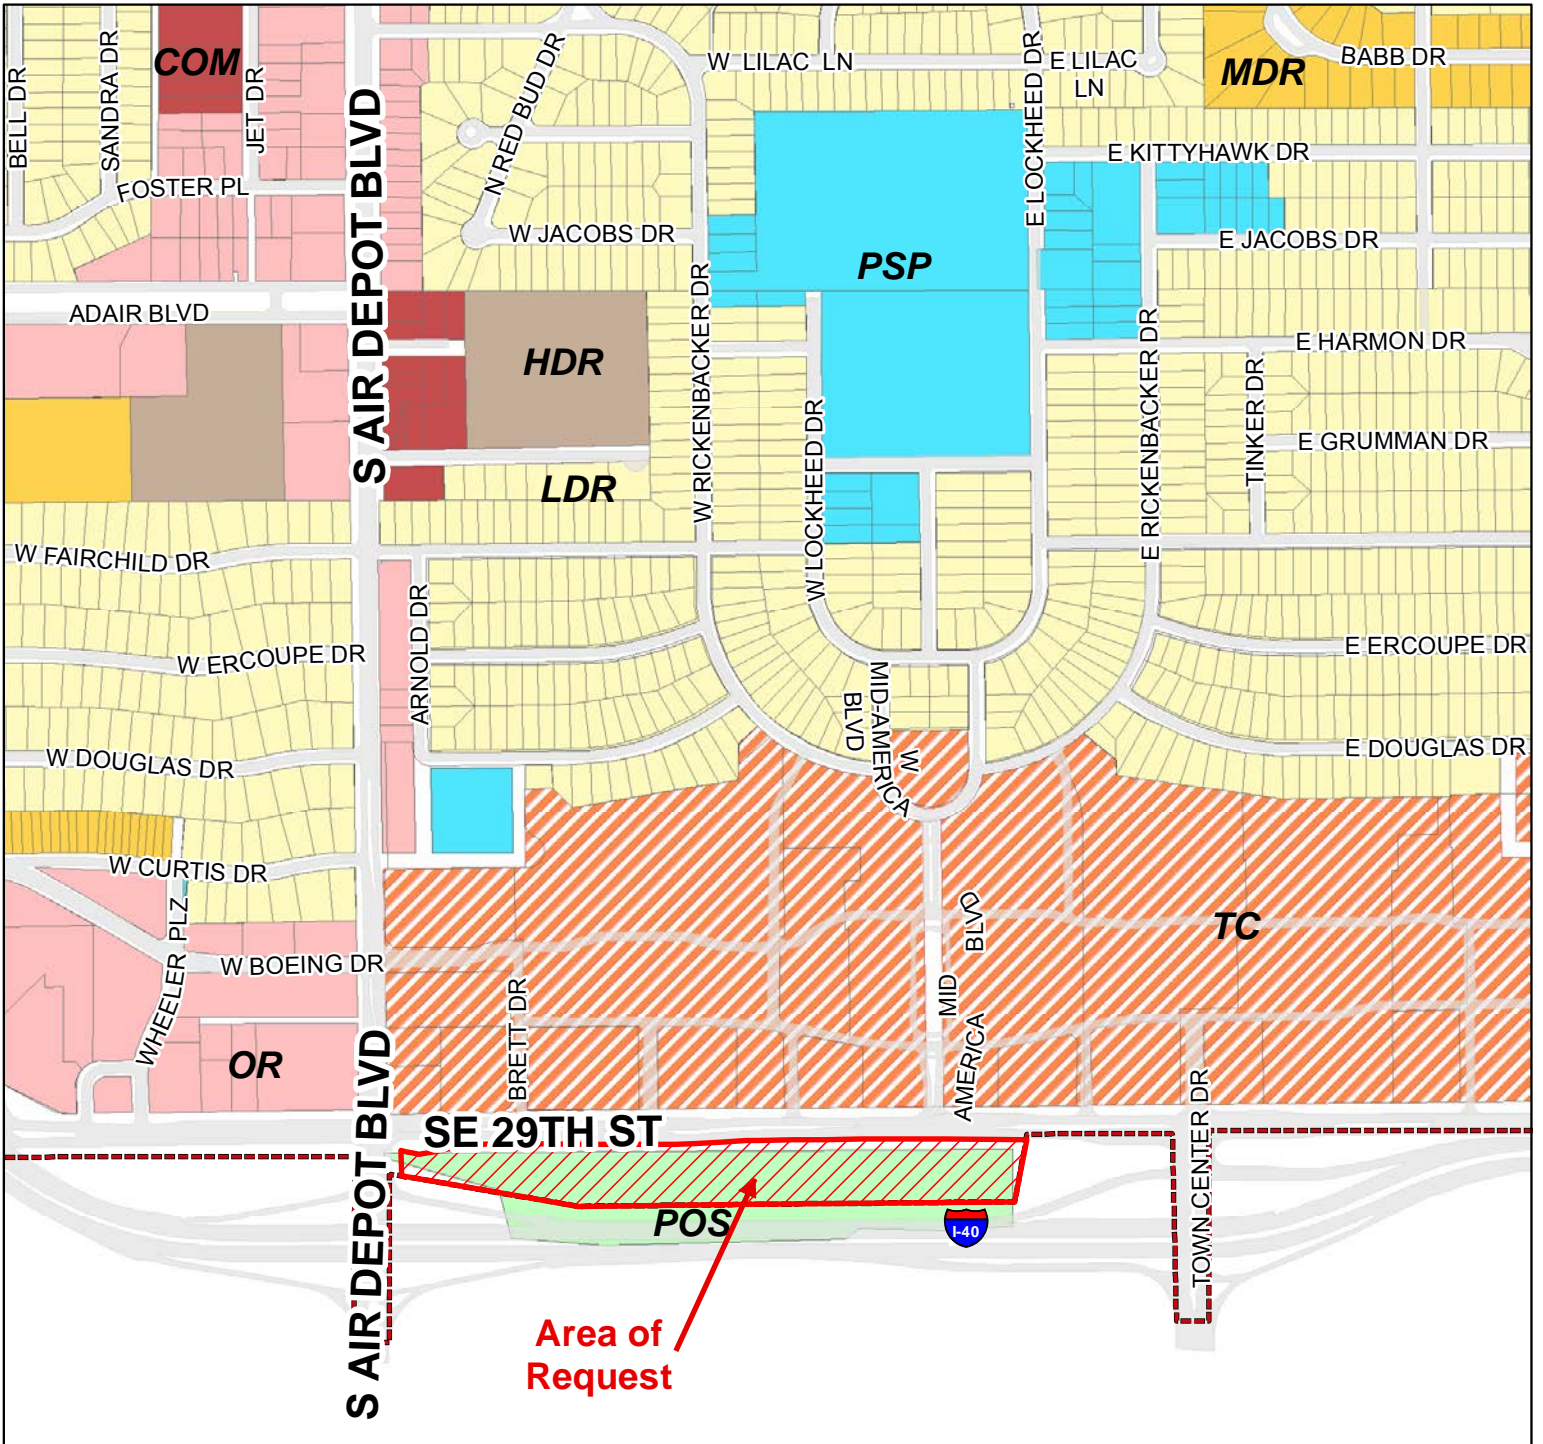 COM
BELL DR
SANDRA DR
JET DR
FOSTER PL
S AIR DEPOT BLVD
N RED BUD DR
W LILAC LN
E LOCKHEED DR
E LILAC
LN
MDR
BABB DR
E KITTYHAWK DR
W JACOBS DR
E JACOBS DR
PSP
ADAIR BLVD
HDR
W RICKENBACKER DR
E RICKENBACKER DR
E HARMON DR
TINKER DR
E GRUMMAN DR
LDR
W LOCKHEED DR
W FAIRCHILD DR
ARNOLD DR
W ERCOUPE DR
E ERCOUPE DR
W
MID-AMERICA
BLVD
W DOUGLAS DR
E DOUGLAS DR
W CURTIS DR
WHEELER PLZ
W BOEING DR
BRETT DR
MID
AMERICA
BLVD
TC
OR
S AIR DEPOT BLVD
SE 29TH ST
TOWN CENTER DR
POS
I-40
Area of
Request